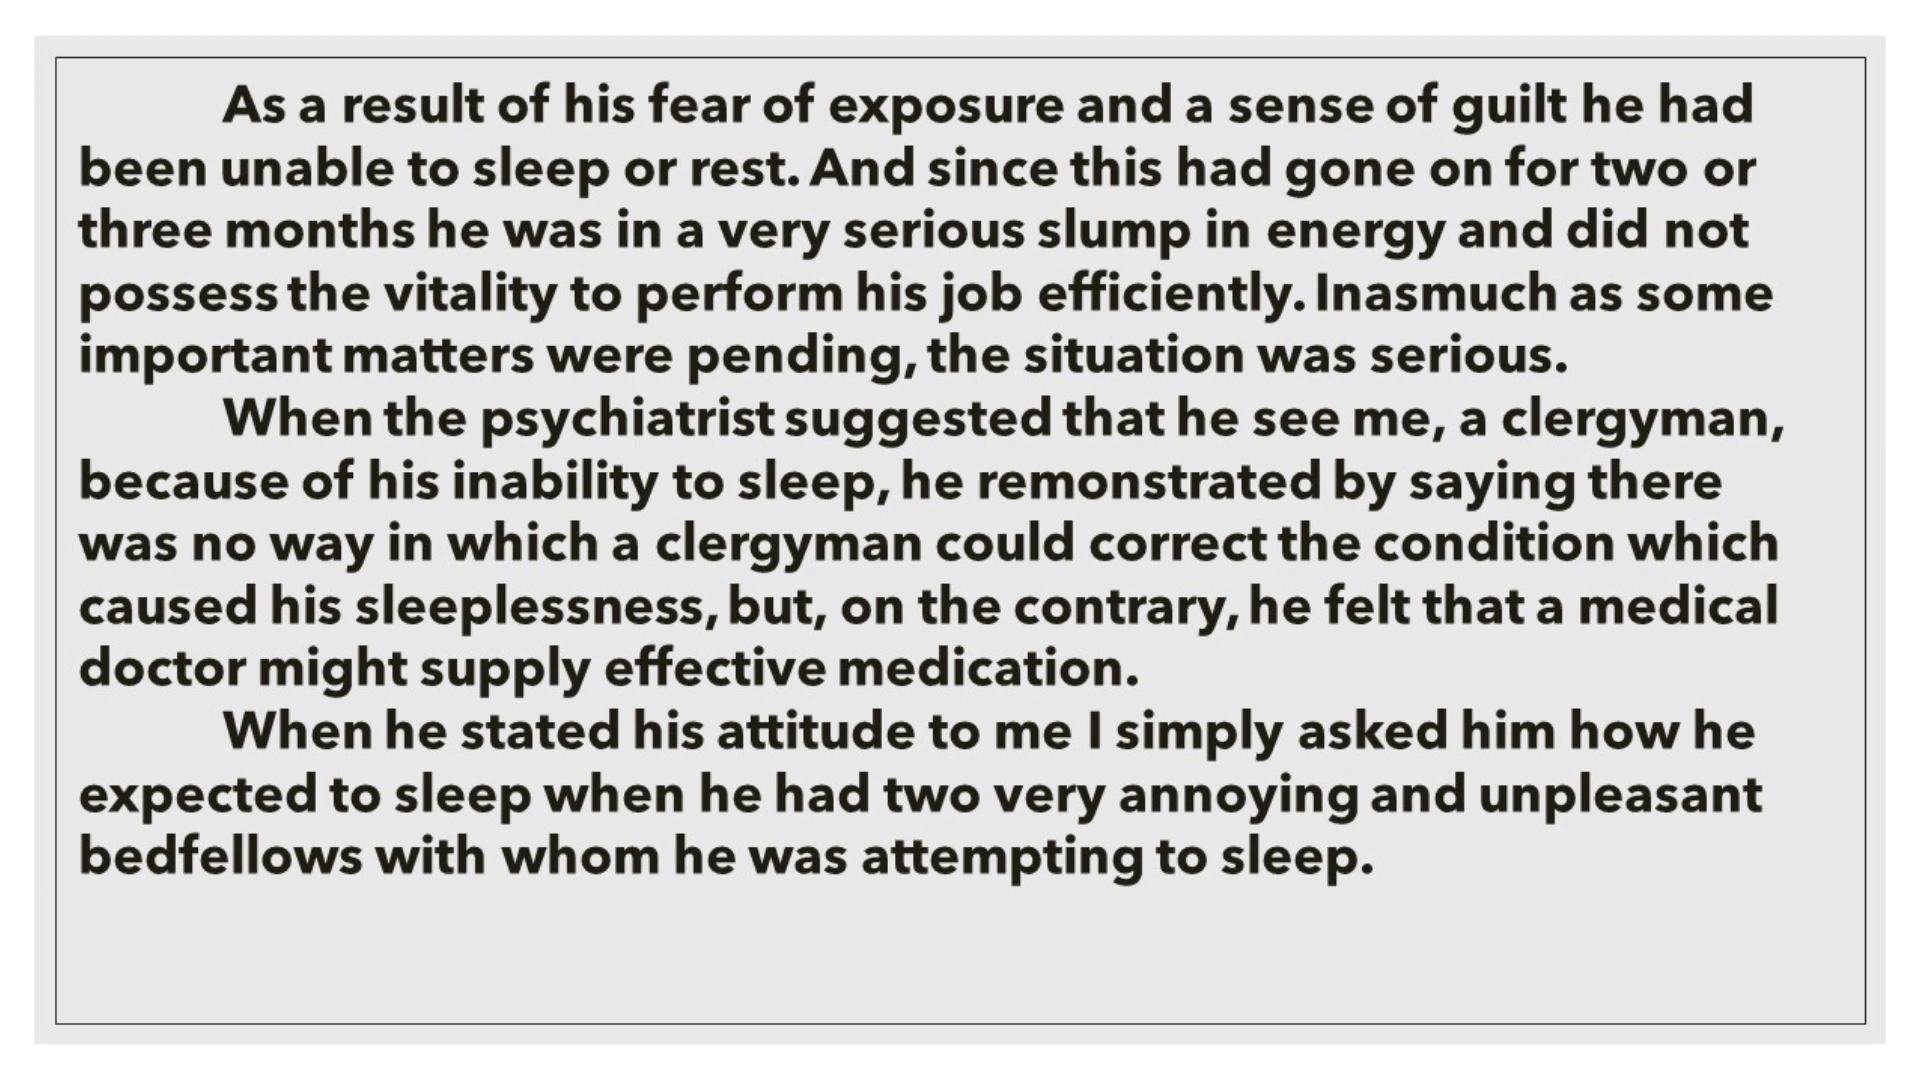 As a result of his fear of exposure and a sense of guilt he had
been unable to sleep or rest. And since this had gone on for two or
three months he was in a very serious slump in energy and did not
possess the vitality to perform his job efficiently. Inasmuch as some
important matters were pending, the situation was serious.
When the psychiatrist suggested that he see me, a clergyman,
because of his inability to sleep, he remonstrated by saying there
was no way in which a clergyman could correct the condition which
caused his sleeplessness, but, on the contrary, he felt that a medical
doctor might supply effective medication.
When he stated his attitude to me I simply asked him how he
expected to sleep when he had two very annoying and unpleasant
bedfellows with whom he was attempting to sleep.